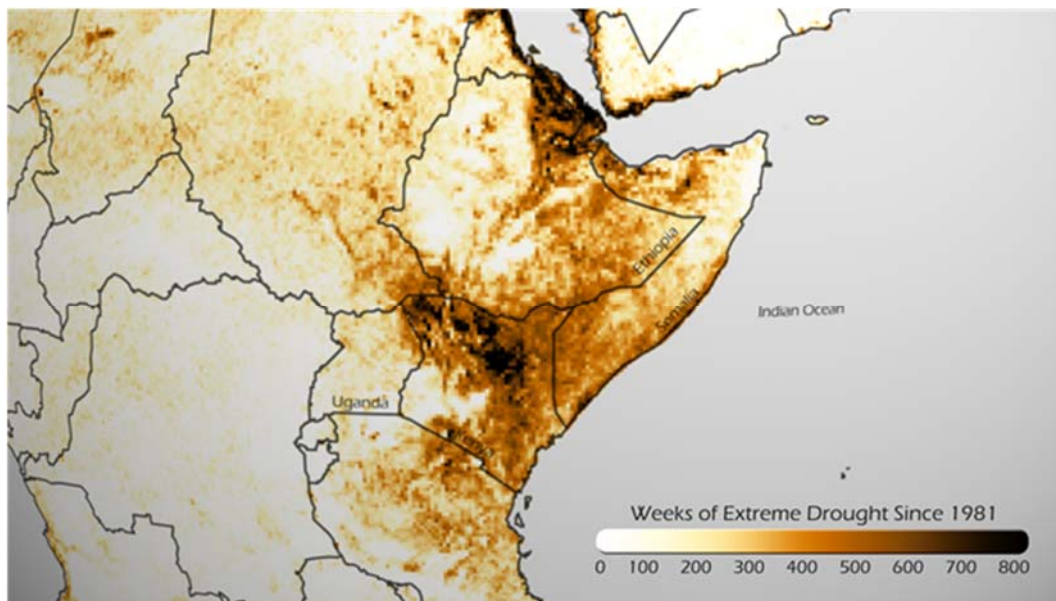 Ethiopia
Somalia
Indian Ocean
Uganda
Kenya
Weeks of Extreme Drought Since 1981
0 100 200 300 400 500 600 700 800